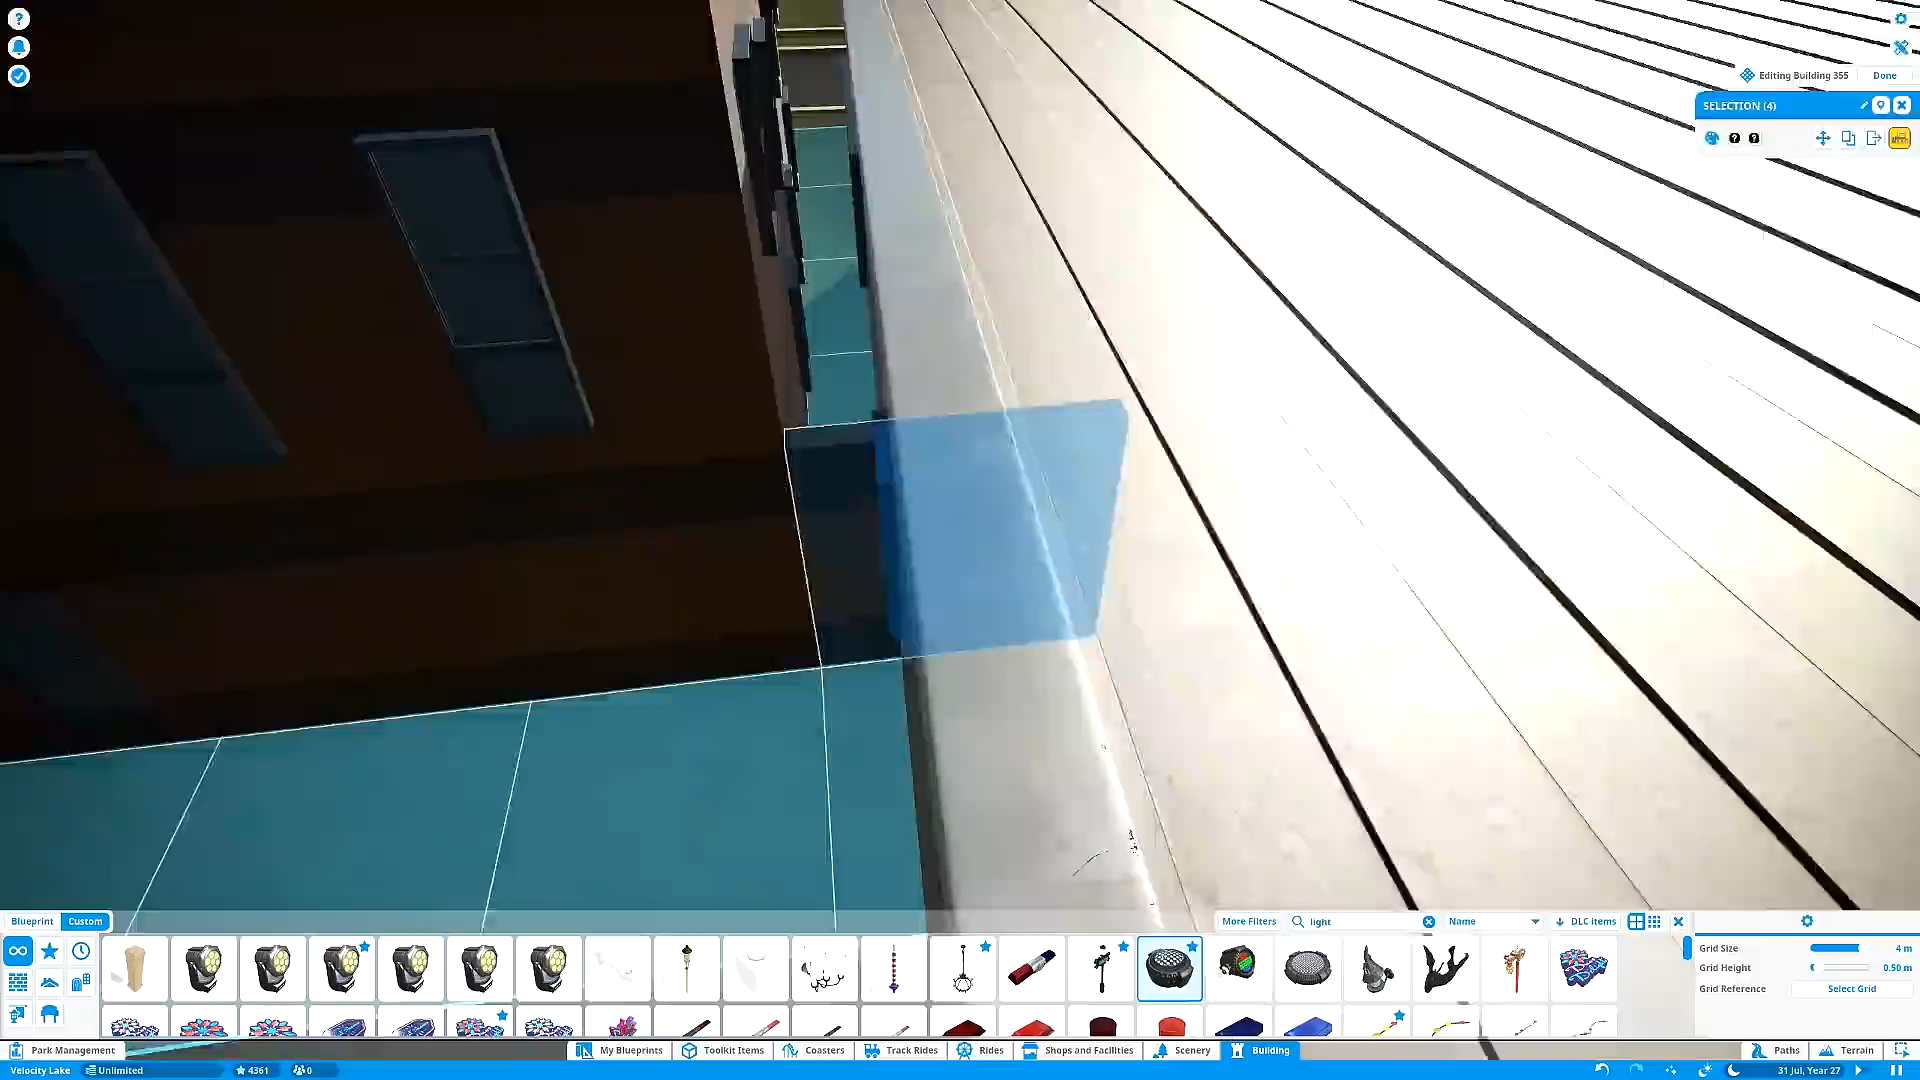 ?
Editing Building 355 Done
SELECTION (4)
? ?
Blueprint Custom
More Filters light Name DLC items
Grid Size 4 m
Grid Height 0.50 m
Grid Reference Select Grid
Park Management My Blueprints Toolkit Items Coasters Track Rides Rides Shops and Facilities Scenery Building Paths Terrain
Velocity Lake Unlimited 4361 0 31 Jul, Year 27